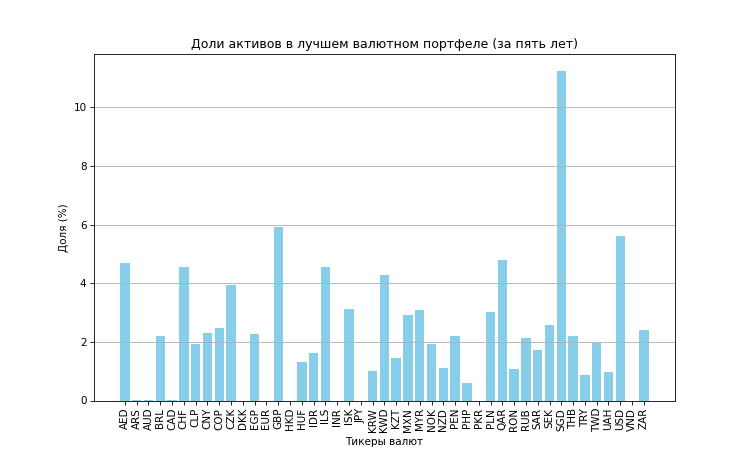 Доли активов в лучшем валютном портфеле (за пять лет)
Доля (%)
10
8
6
4
2
0
AED ARS AUD BRL CAD CHF CLP CNY COP CZK DKK EGP EUR GBP HKD HUF IDR ILS INR ISK JPY KRW KWD KZT MXN MYR NOK NZD PEN PHP PKR PLN QAR RON RUB SAR SEK SGD THB TRY TWD UAH USD VND ZAR
Тикеры валют